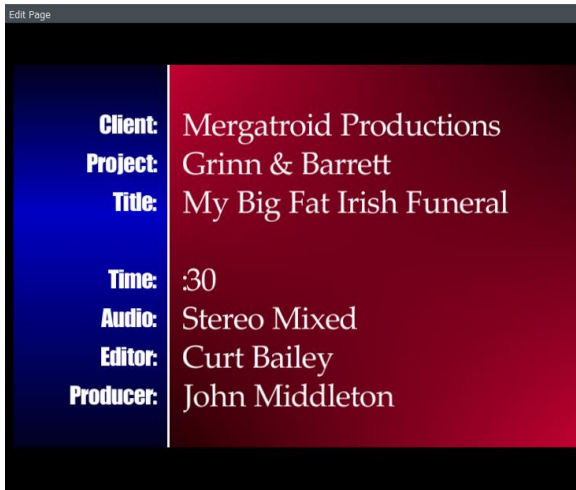 Edit Page
Client: Mergatroid Productions
Project: Grinn & Barrett
Title: My Big Fat Irish Funeral
Time: :30
Audio: Stereo Mixed
Editor: Curt Bailey
Producer: John Middleton